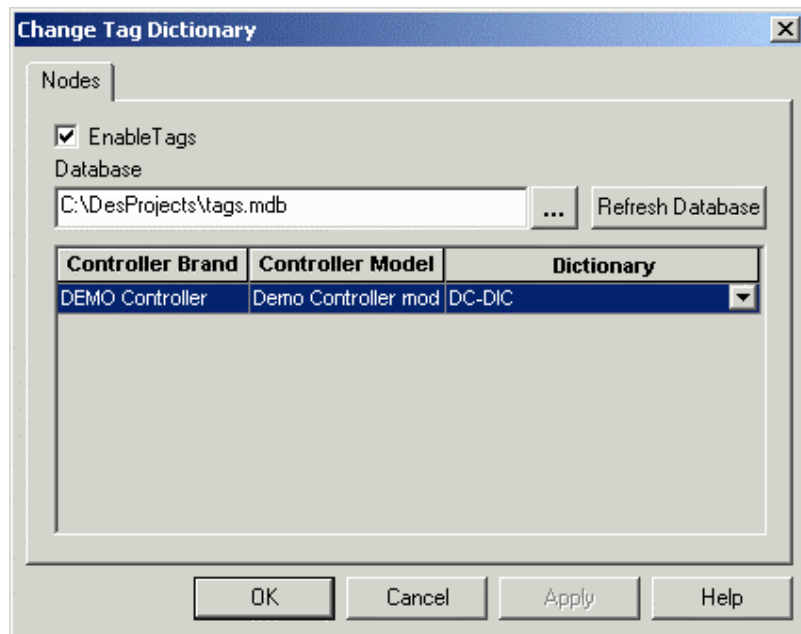 Change Tag Dictionary
Nodes
EnableTags
Database
C:\DesProjects\tags.mdb ... Refresh Database
Controller Brand Controller Model Dictionary
DEMO Controller Demo Controller mod DC-DIC
OK Cancel Apply Help